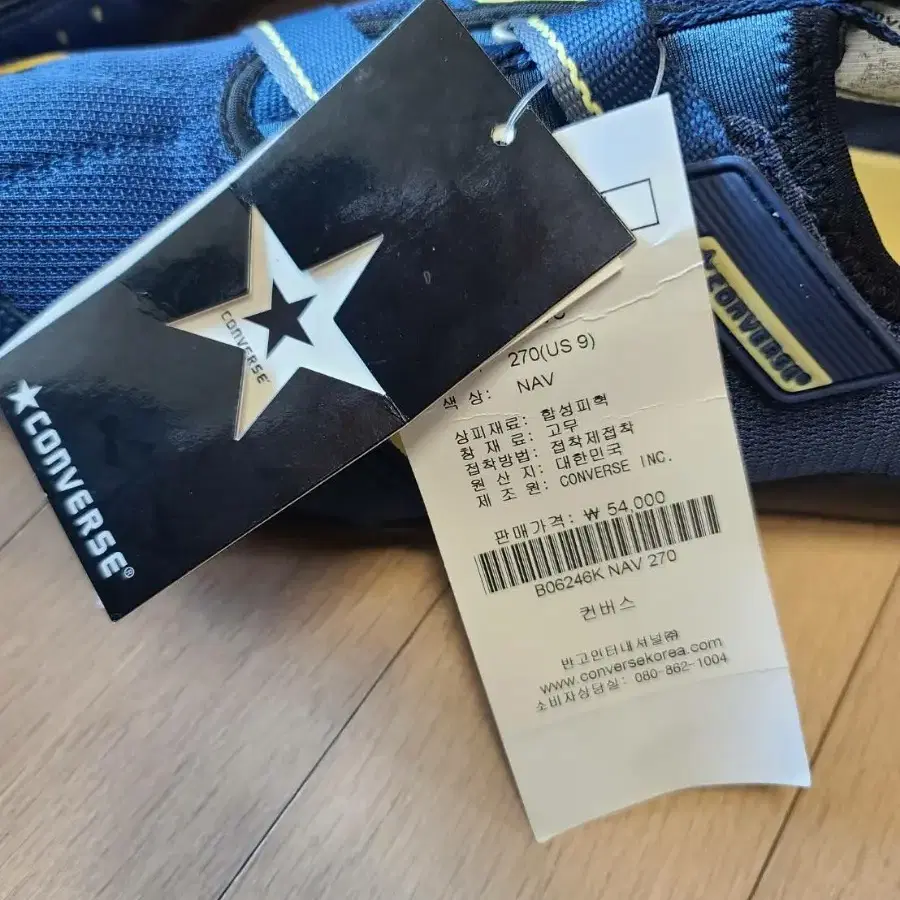 CONVERSE
CONVERSE®
270(US 9)
색 상: NAV
상피재료: 합성피혁
창 재 료: 고무
접착방법: 접착제접착
원 산 지: 대한민국
제 조 원: CONVERSE INC.
판매가격: ₩ 54,000
B06246K NAV 270
컨버스
반고인터내셔널㈜
www.conversekorea.com
소비자상담실: 080-862-1004
CONVERSE